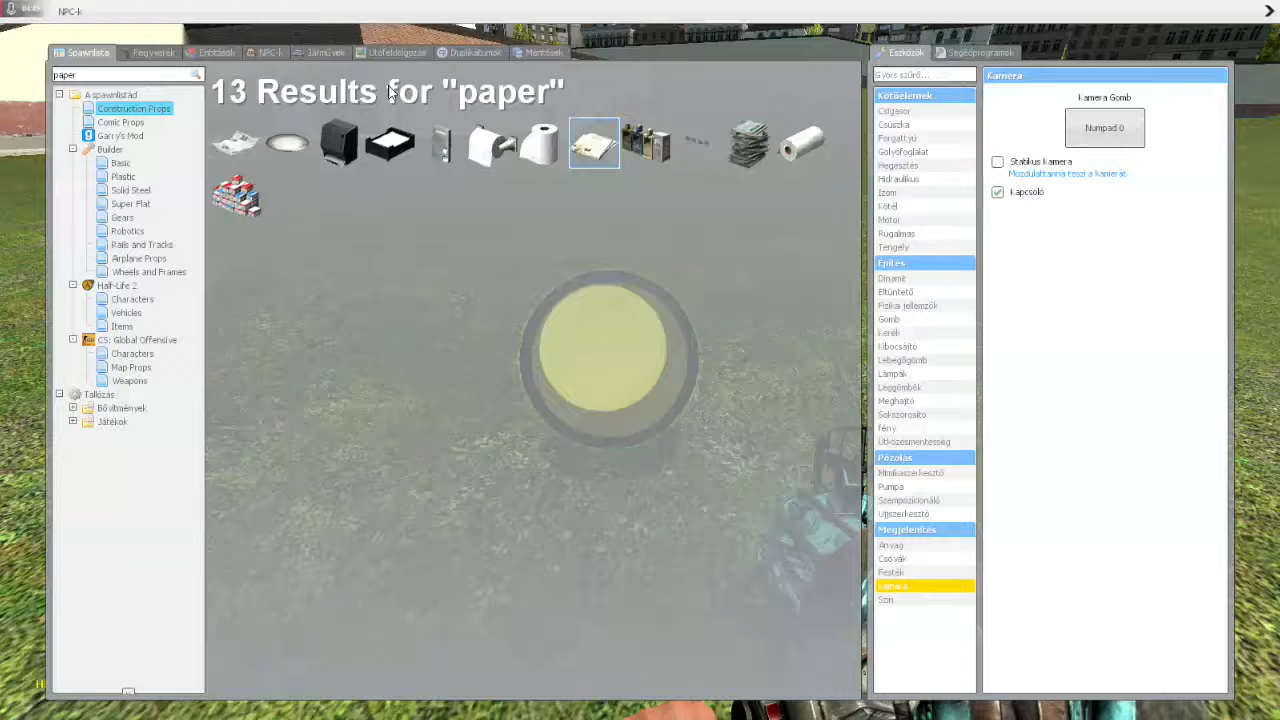 04:49
NPC-k
Spawnlista
Fegyverek
Entitások
NPC-k
Járművek
Utófeldolgozás
Duplikátumok
Mentések
Eszközök
Segédprogramok
paper
A spawnlistád
Construction Props
Comic Props
Garry's Mod
Builder
Basic
Plastic
Solid Steel
Super Flat
Gears
Robotics
Rails and Tracks
Airplane Props
Wheels and Frames
Half-Life 2
Characters
Vehicles
Items
CS: Global Offensive
Characters
Map Props
Weapons
Tallózás
Bővítmények
Játékok
13 Results for "paper"
Gyors szűrő...
Kötőelemek
Csigasor
Csúszka
Forgattyú
Golyófoglalat
Hegesztés
Hidraulikus
Izom
Kötél
Motor
Rugalmas
Tengely
Építés
Dinamit
Eltüntető
Fizikai jellemzők
Gomb
Kerék
Kibocsájtó
Lebegőgömb
Lámpák
Léggömbök
Meghajtó
Sokszorosító
fény
Ütközésmentesség
Pózolás
Mimikaszerkesztő
Pumpa
Szempozícionáló
Ujjszerkesztő
Megjelenítés
Anyag
Csóvák
Festék
Kamera
Szín
Kamera
Kamera Gomb
Numpad 0
Statikus Kamera
Mozdulatlanná teszi a kamerát.
Kapcsoló